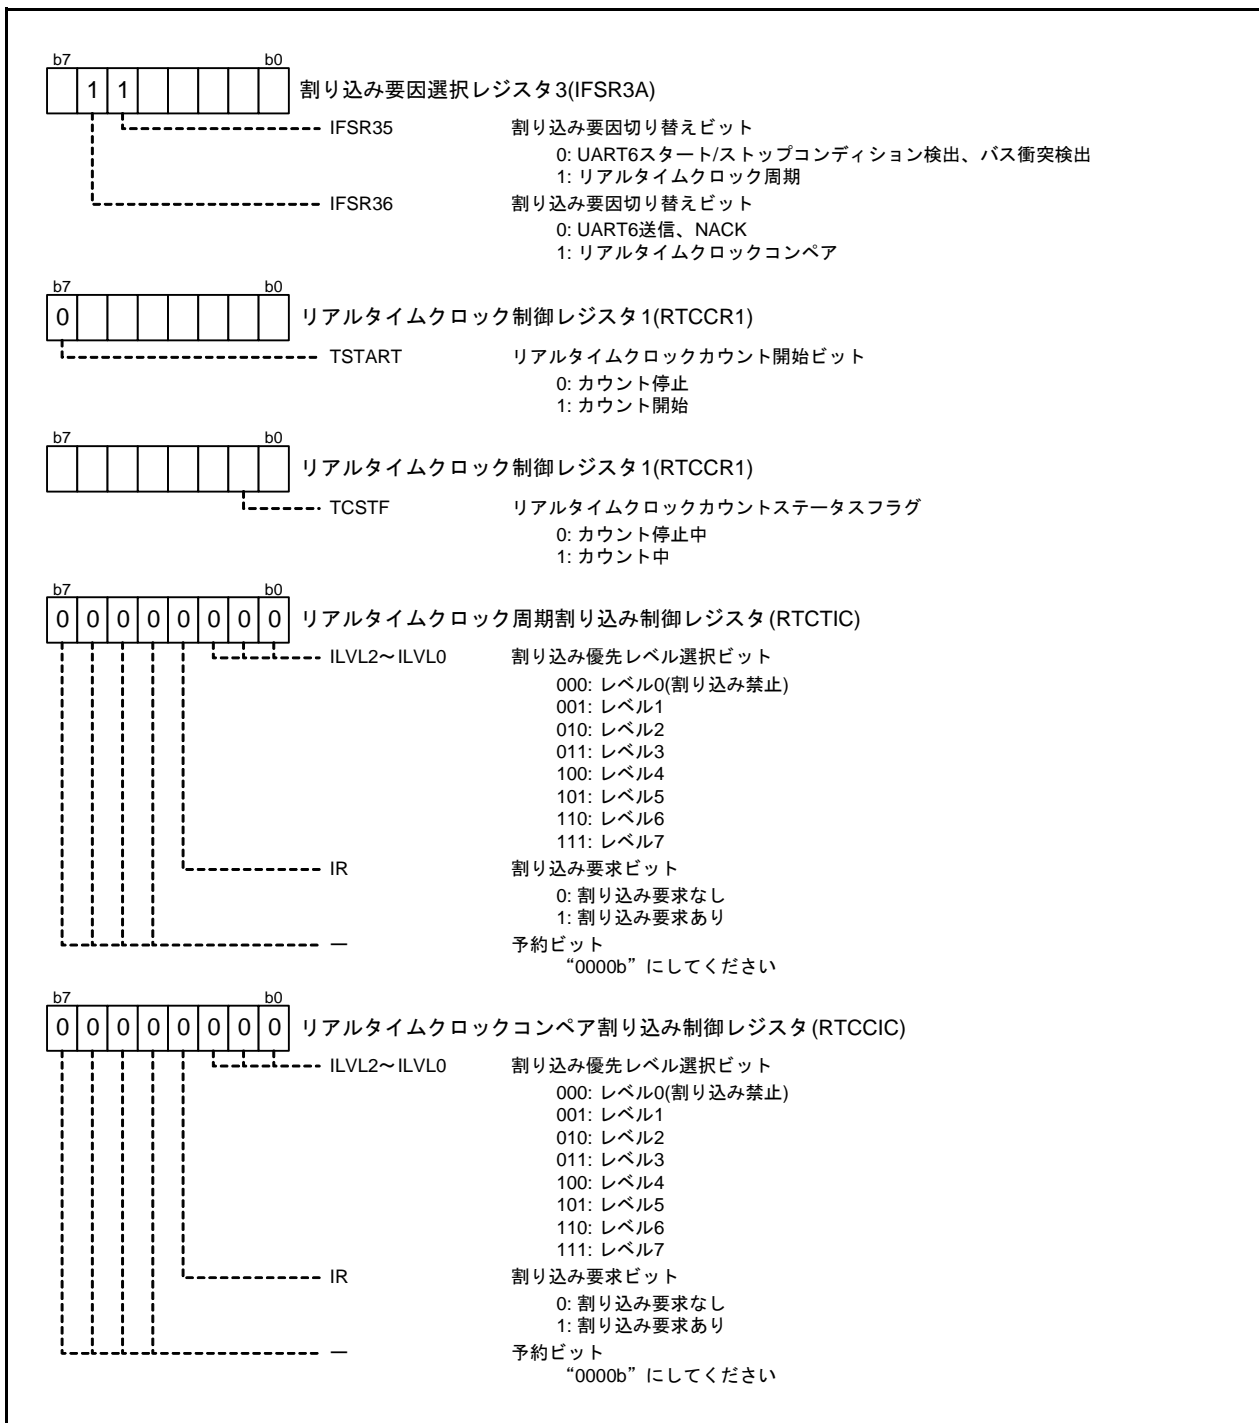 b7 b0
1 1 割り込み要因選択レジスタ3(IFSR3A)
IFSR35 割り込み要因切り替えビット
0: UART6スタート/ストップコンディション検出、バス衝突検出
1: リアルタイムクロック周期
IFSR36 割り込み要因切り替えビット
0: UART6送信、NACK
1: リアルタイムクロックコンペア
b7 b0
0 リアルタイムクロック制御レジスタ1(RTCCR1)
TSTART リアルタイムクロックカウント開始ビット
0: カウント停止
1: カウント開始
b7 b0
リアルタイムクロック制御レジスタ1(RTCCR1)
TCSTF リアルタイムクロックカウントステータスフラグ
0: カウント停止中
1: カウント中
b7 b0
0 0 0 0 0 0 0 0 リアルタイムクロック周期割り込み制御レジスタ(RTCTIC)
ILVL2～ILVL0 割り込み優先レベル選択ビット
000: レベル0(割り込み禁止)
001: レベル1
010: レベル2
011: レベル3
100: レベル4
101: レベル5
110: レベル6
111: レベル7
IR 割り込み要求ビット
0: 割り込み要求なし
1: 割り込み要求あり
— 予約ビット
“0000b”にしてください
b7 b0
0 0 0 0 0 0 0 0 リアルタイムクロックコンペア割り込み制御レジスタ(RTCCIC)
ILVL2～ILVL0 割り込み優先レベル選択ビット
000: レベル0(割り込み禁止)
001: レベル1
010: レベル2
011: レベル3
100: レベル4
101: レベル5
110: レベル6
111: レベル7
IR 割り込み要求ビット
0: 割り込み要求なし
1: 割り込み要求あり
— 予約ビット
“0000b”にしてください